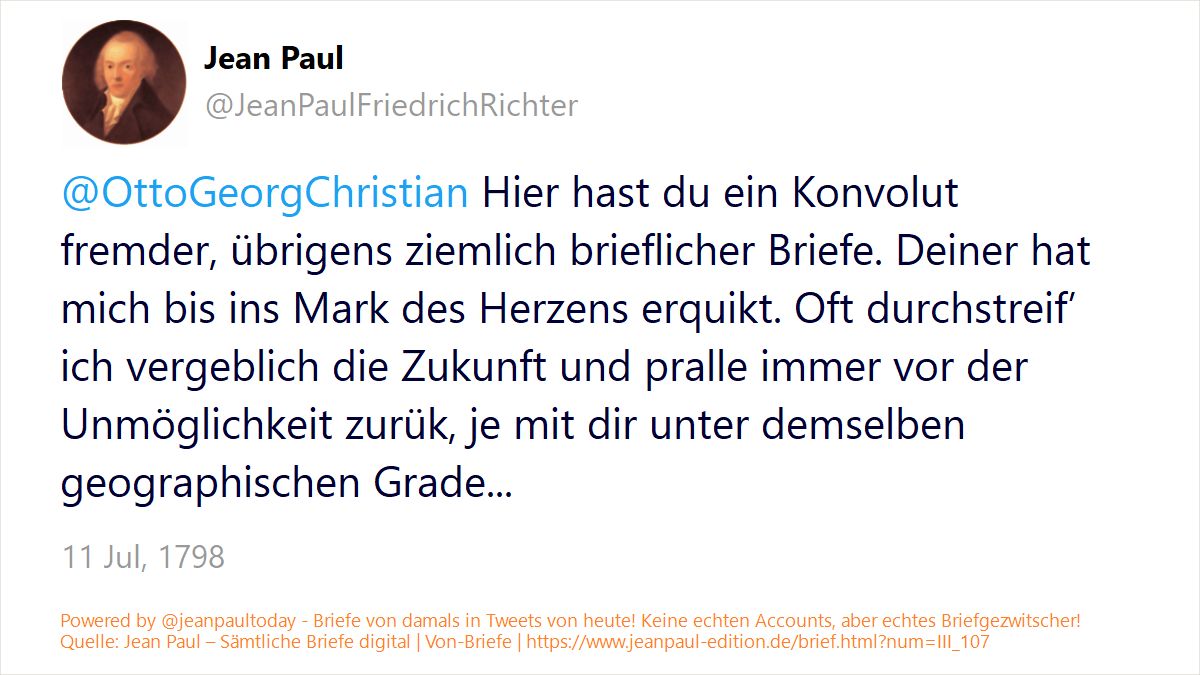 Jean Paul
@JeanPaulFriedrichRichter
@OttoGeorgChristian Hier hast du ein Konvolut
fremder, übrigens ziemlich brieflicher Briefe. Deiner hat
mich bis ins Mark des Herzens erquikt. Oft durchstreif’
ich vergeblich die Zukunft und pralle immer vor der
Unmöglichkeit zurük, je mit dir unter demselben
geographischen Grade...
11 Jul, 1798
Powered by @jeanpaultoday - Briefe von damals in Tweets von heute! Keine echten Accounts, aber echtes Briefgezwitscher!
Quelle: Jean Paul – Sämtliche Briefe digital | Von-Briefe | https://www.jeanpaul-edition.de/brief.html?num=III_107